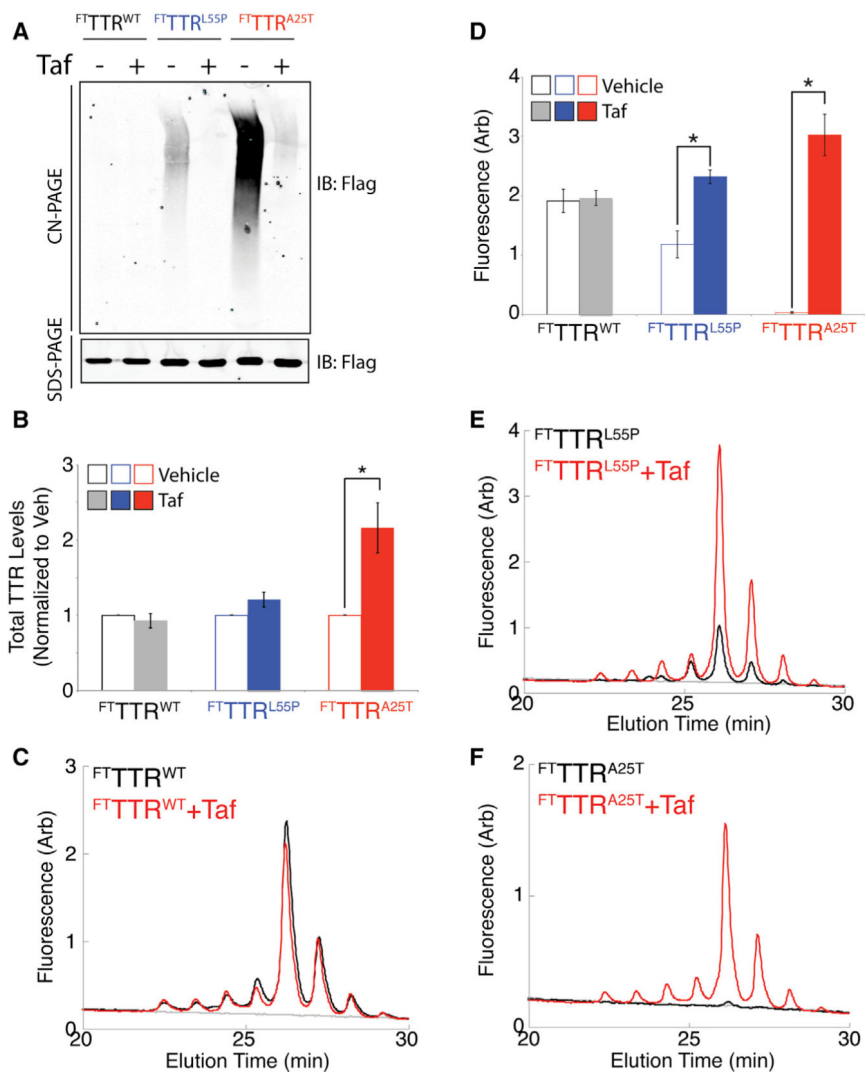 A
FTTTRWT FTTTRL55P FTTTRA25T
Taf - + - + - +
CN-PAGE
IB: Flag
SDS-PAGE
IB: Flag
B
Total TTR Levels
(Normalized to Veh)
3
2
1
0
Vehicle
Taf
*
FTTTRWT FTTTRL55P FTTTRA25T
C
FTTTRWT
FTTTRWT+Taf
Fluorescence (Arb)
3
2
1
0
20 25 30
Elution Time (min)
D
Fluorescence (Arb)
4
3
2
1
0
Vehicle
Taf
* *
FTTTRWT FTTTRL55P FTTTRA25T
E
FTTTRL55P
FTTTRL55P+Taf
Fluorescence (Arb)
4
3
2
1
0
20 25 30
Elution Time (min)
F
FTTTRA25T
FTTTRA25T+Taf
Fluorescence (Arb)
2
1
0
20 25 30
Elution Time (min)